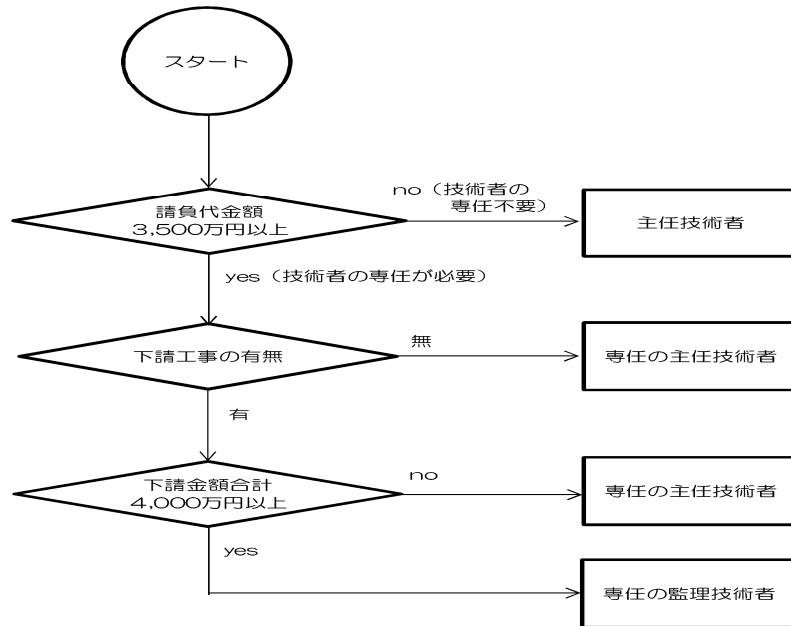 スタート
no（技術者の
専任不要）
請負代金額
3,500万円以上
主任技術者
yes（技術者の専任が必要）
下請工事の有無
無
専任の主任技術者
有
下請金額合計
4,000万円以上
no
専任の主任技術者
yes
専任の監理技術者